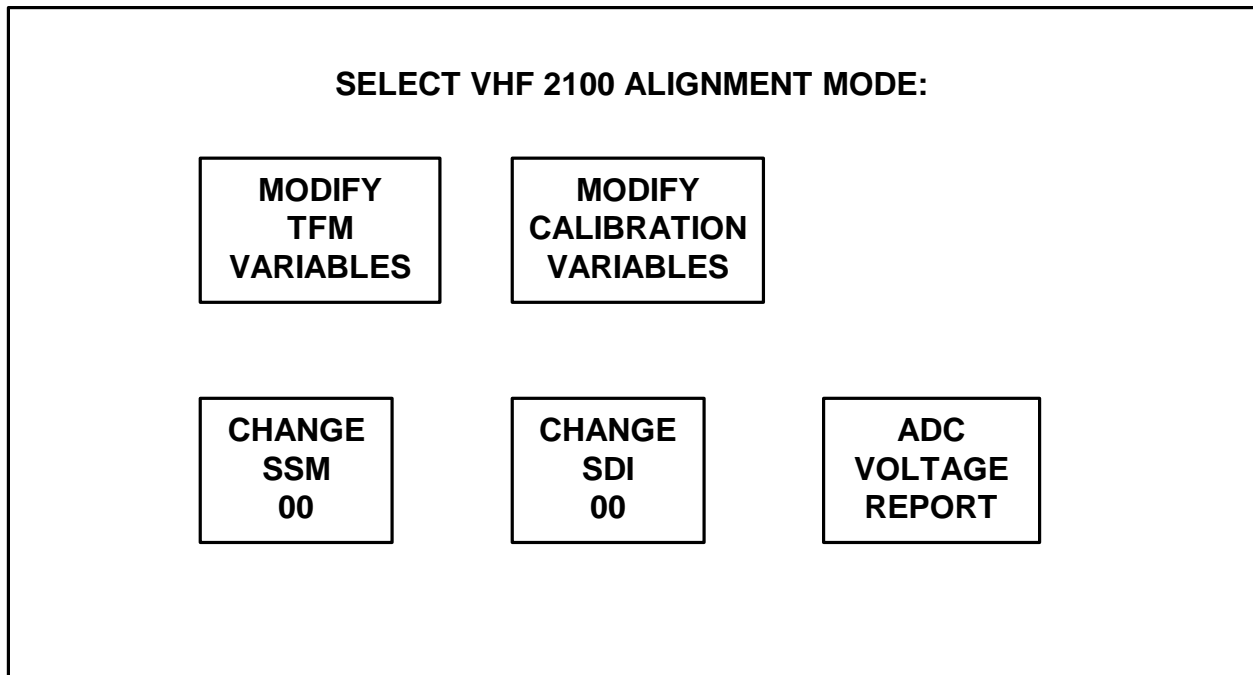 SELECT VHF 2100 ALIGNMENT MODE:
MODIFY
TFM
VARIABLES
MODIFY
CALIBRATION
VARIABLES
CHANGE
SSM
00
CHANGE
SDI
00
ADC
VOLTAGE
REPORT